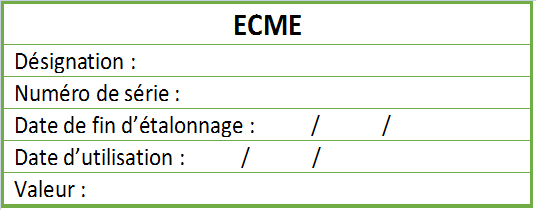 ECME
Désignation :
Numéro de série :
Date de fin d’étalonnage : / /
Date d’utilisation : / /
Valeur :